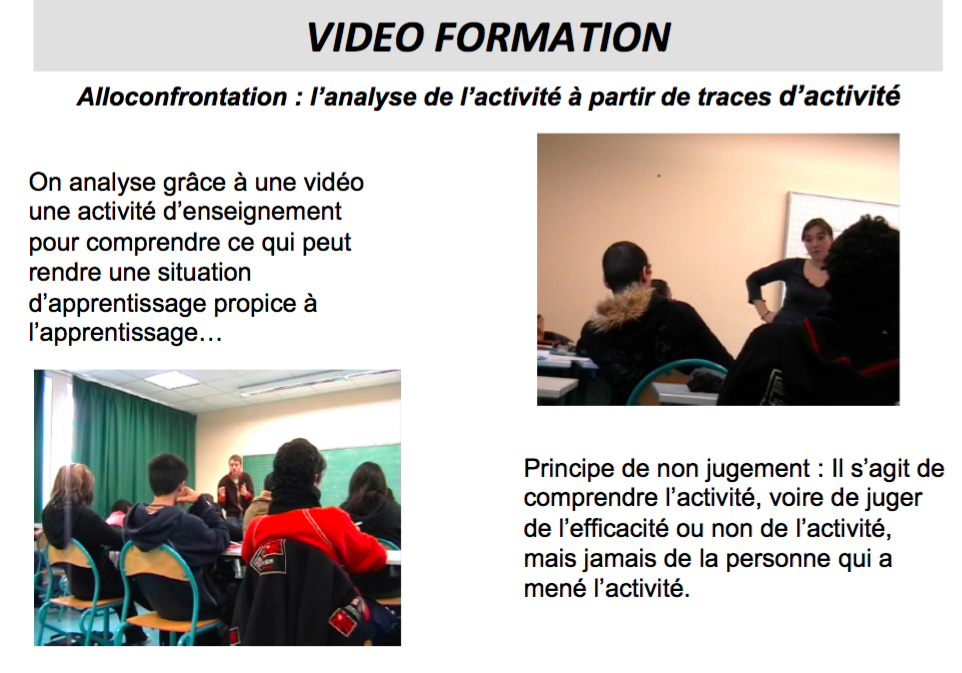 VIDEO FORMATION
Alloconfrontation : l’analyse de l’activité à partir de traces d’activité
On analyse grâce à une vidéo
une activité d’enseignement
pour comprendre ce qui peut
rendre une situation
d’apprentissage propice à
l’apprentissage…
Principe de non jugement : Il s’agit de
comprendre l’activité, voire de juger
de l’efficacité ou non de l’activité,
mais jamais de la personne qui a
mené l’activité.